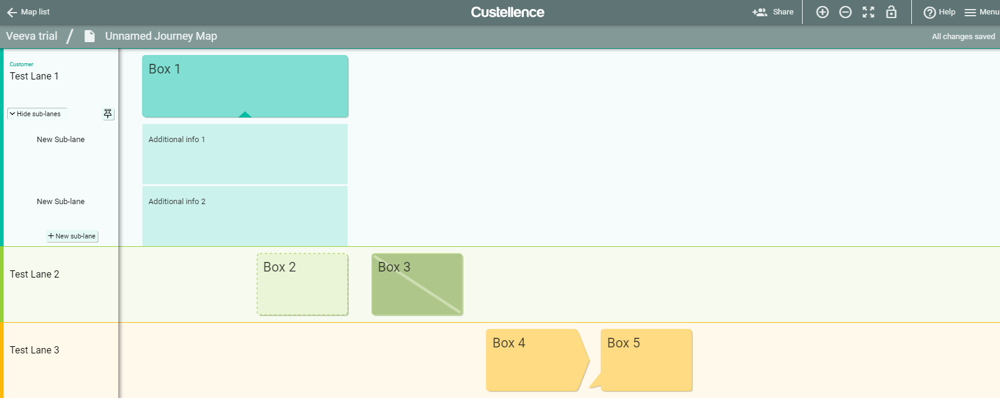 Map list
Custellence
Share
Help
Menu
Veeva trial / Unnamed Journey Map
All changes saved
Customer
Test Lane 1
Box 1
Hide sub-lanes
New Sub-lane
Additional info 1
New Sub-lane
Additional info 2
+ New sub-lane
Test Lane 2
Box 2
Box 3
Test Lane 3
Box 4
Box 5